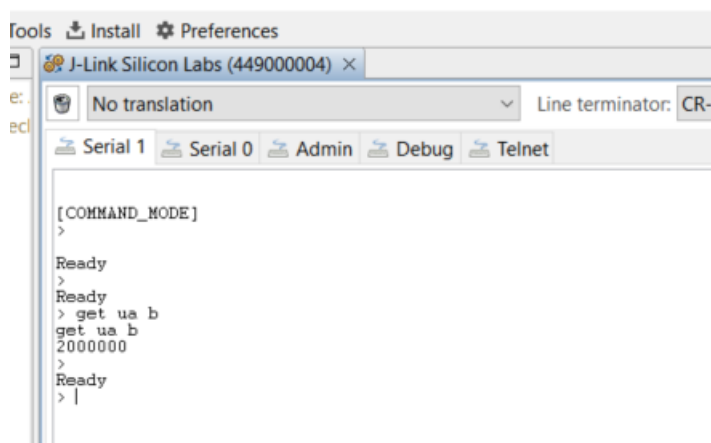 Tools Install Preferences
J-Link Silicon Labs (449000004)
No translation Line terminator: CR-
Serial 1 Serial 0 Admin Debug Telnet
[COMMAND_MODE]
>
Ready
>
Ready
> get ua b
get ua b
2000000
>
Ready
>